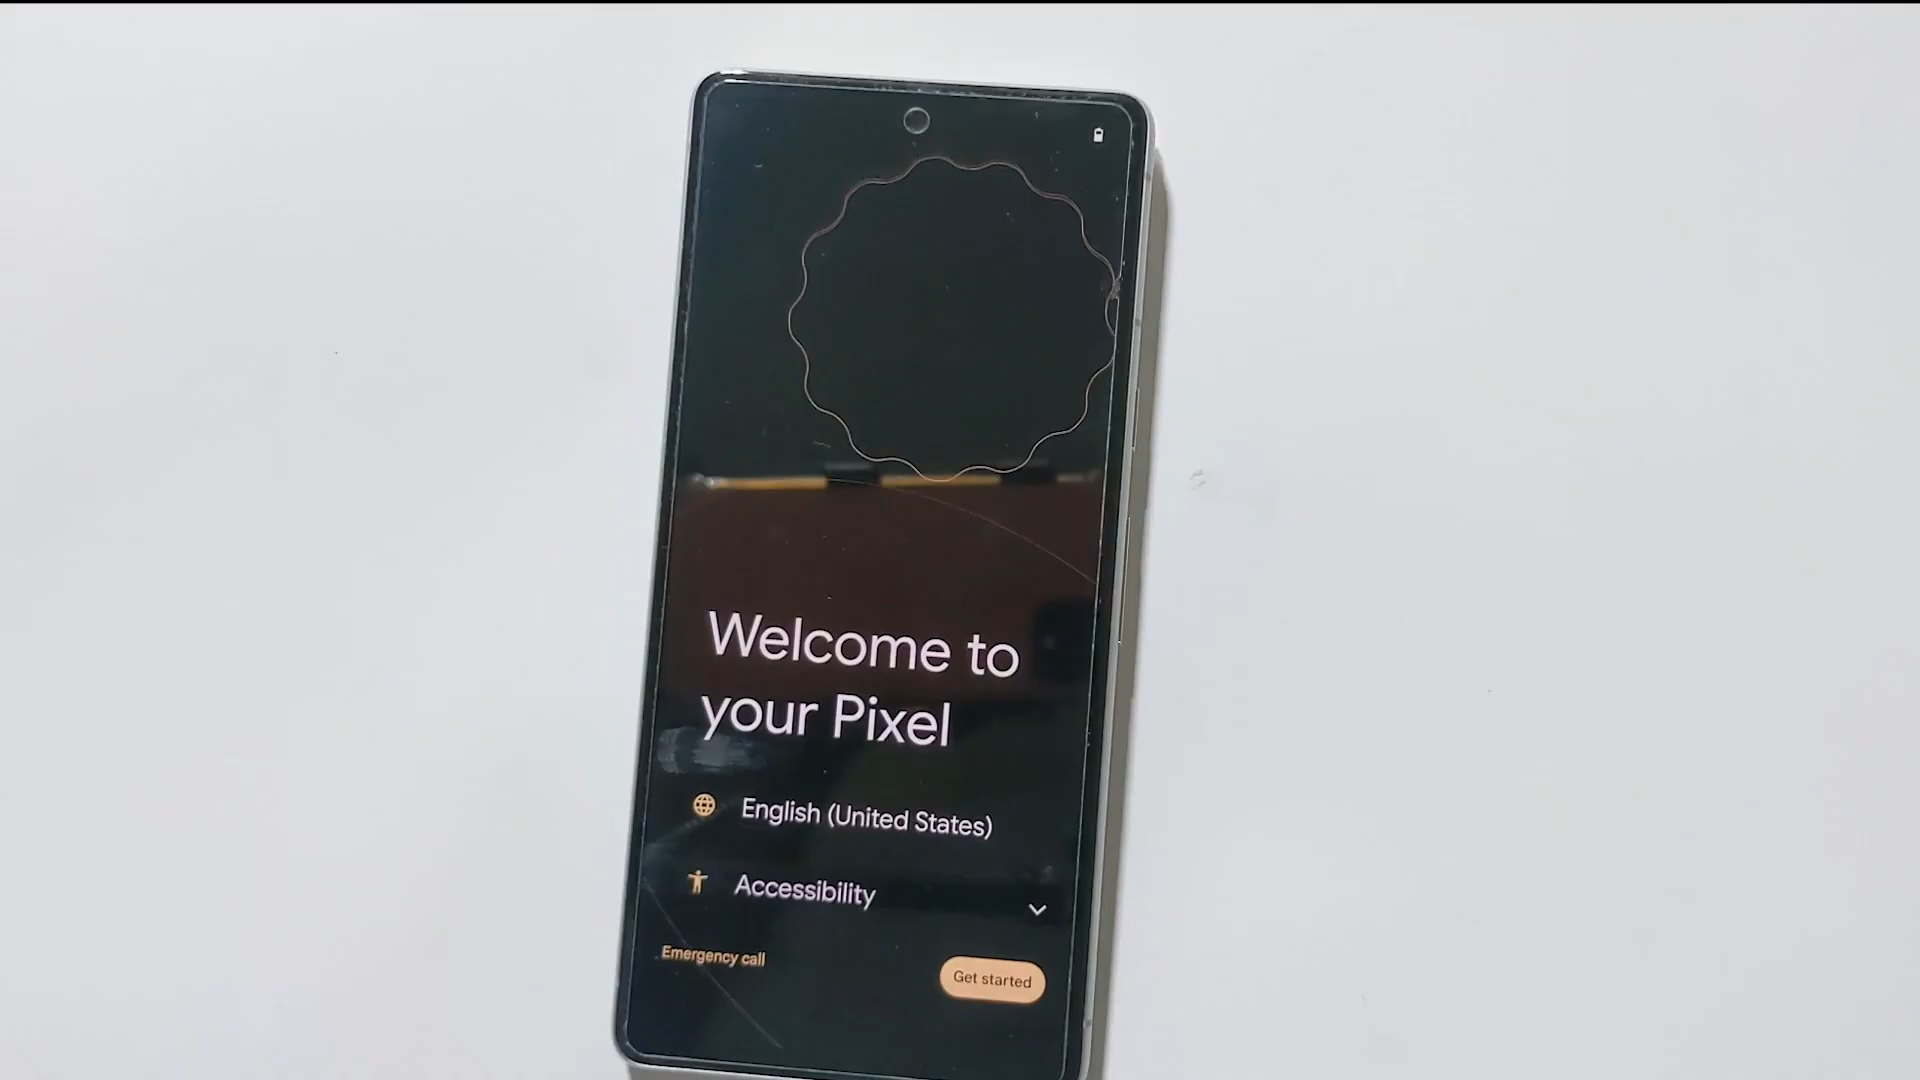 Welcome to
your Pixel
English (United States)
Accessibility
Emergency call
Get started